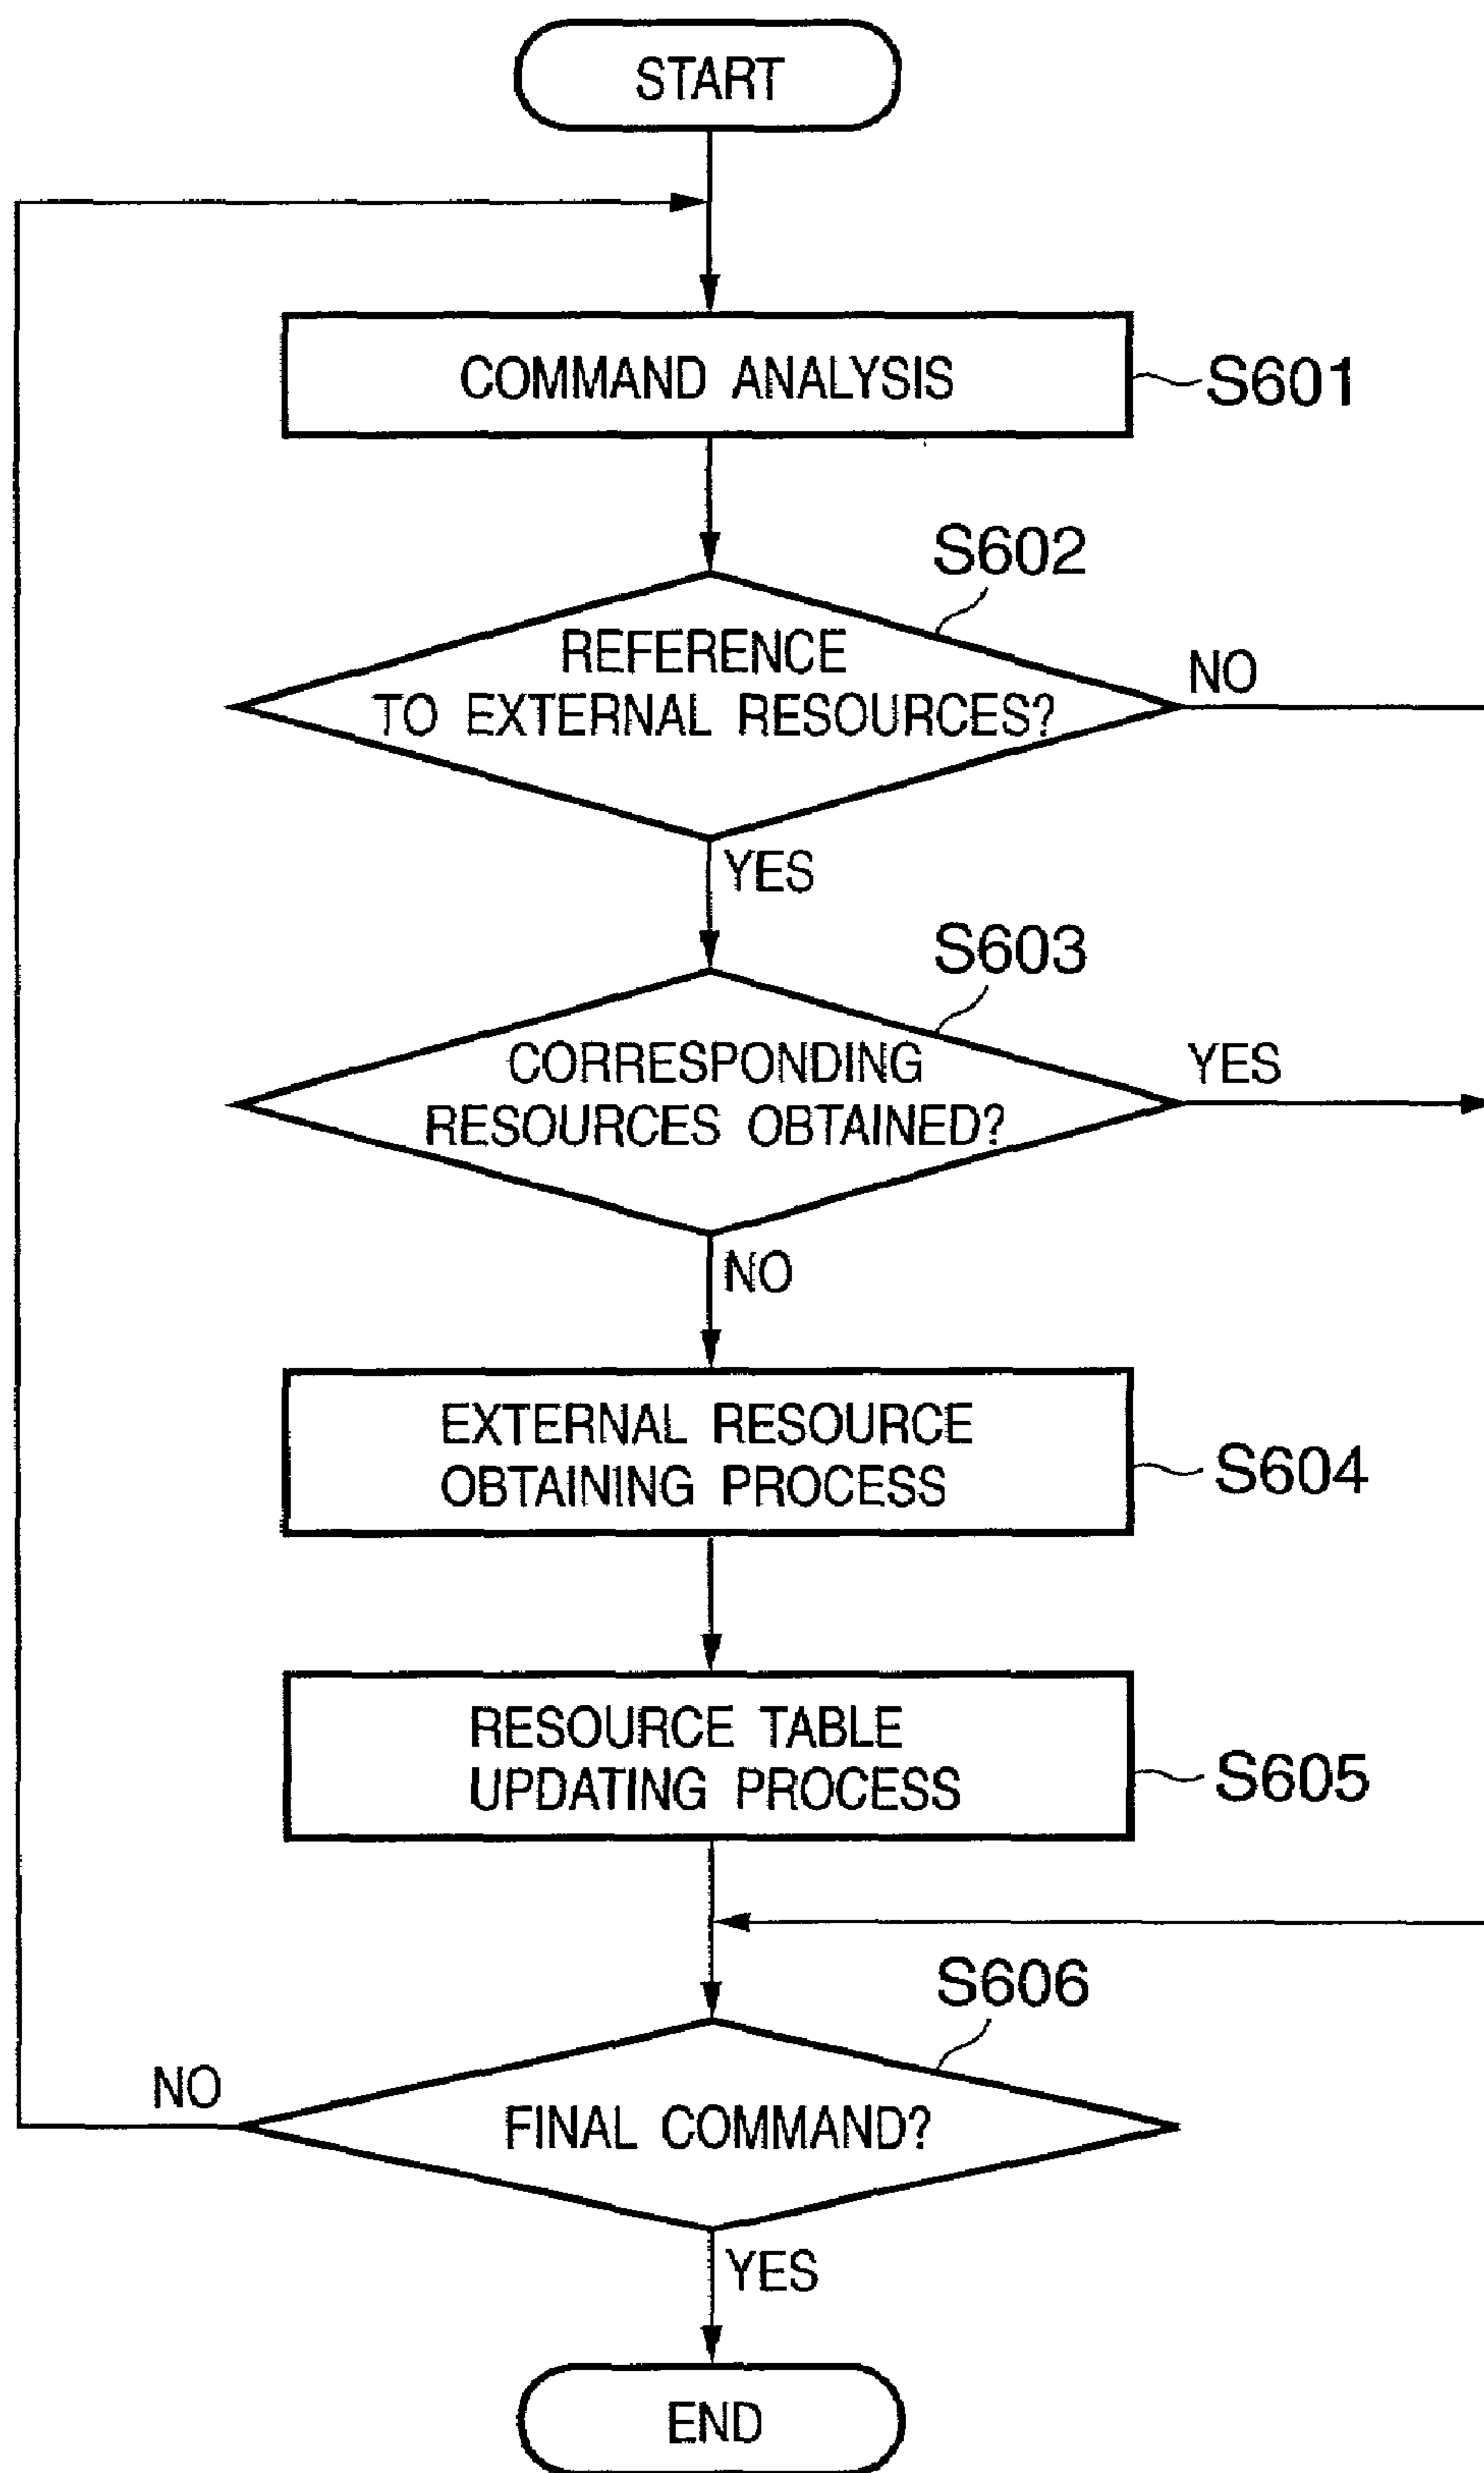 START
COMMAND ANALYSIS
S601
S602
REFERENCE
TO EXTERNAL RESOURCES?
NO
YES
S603
CORRESPONDING
RESOURCES OBTAINED?
YES
NO
EXTERNAL RESOURCE
OBTAINING PROCESS
S604
RESOURCE TABLE
UPDATING PROCESS
S605
S606
NO
FINAL COMMAND?
YES
END